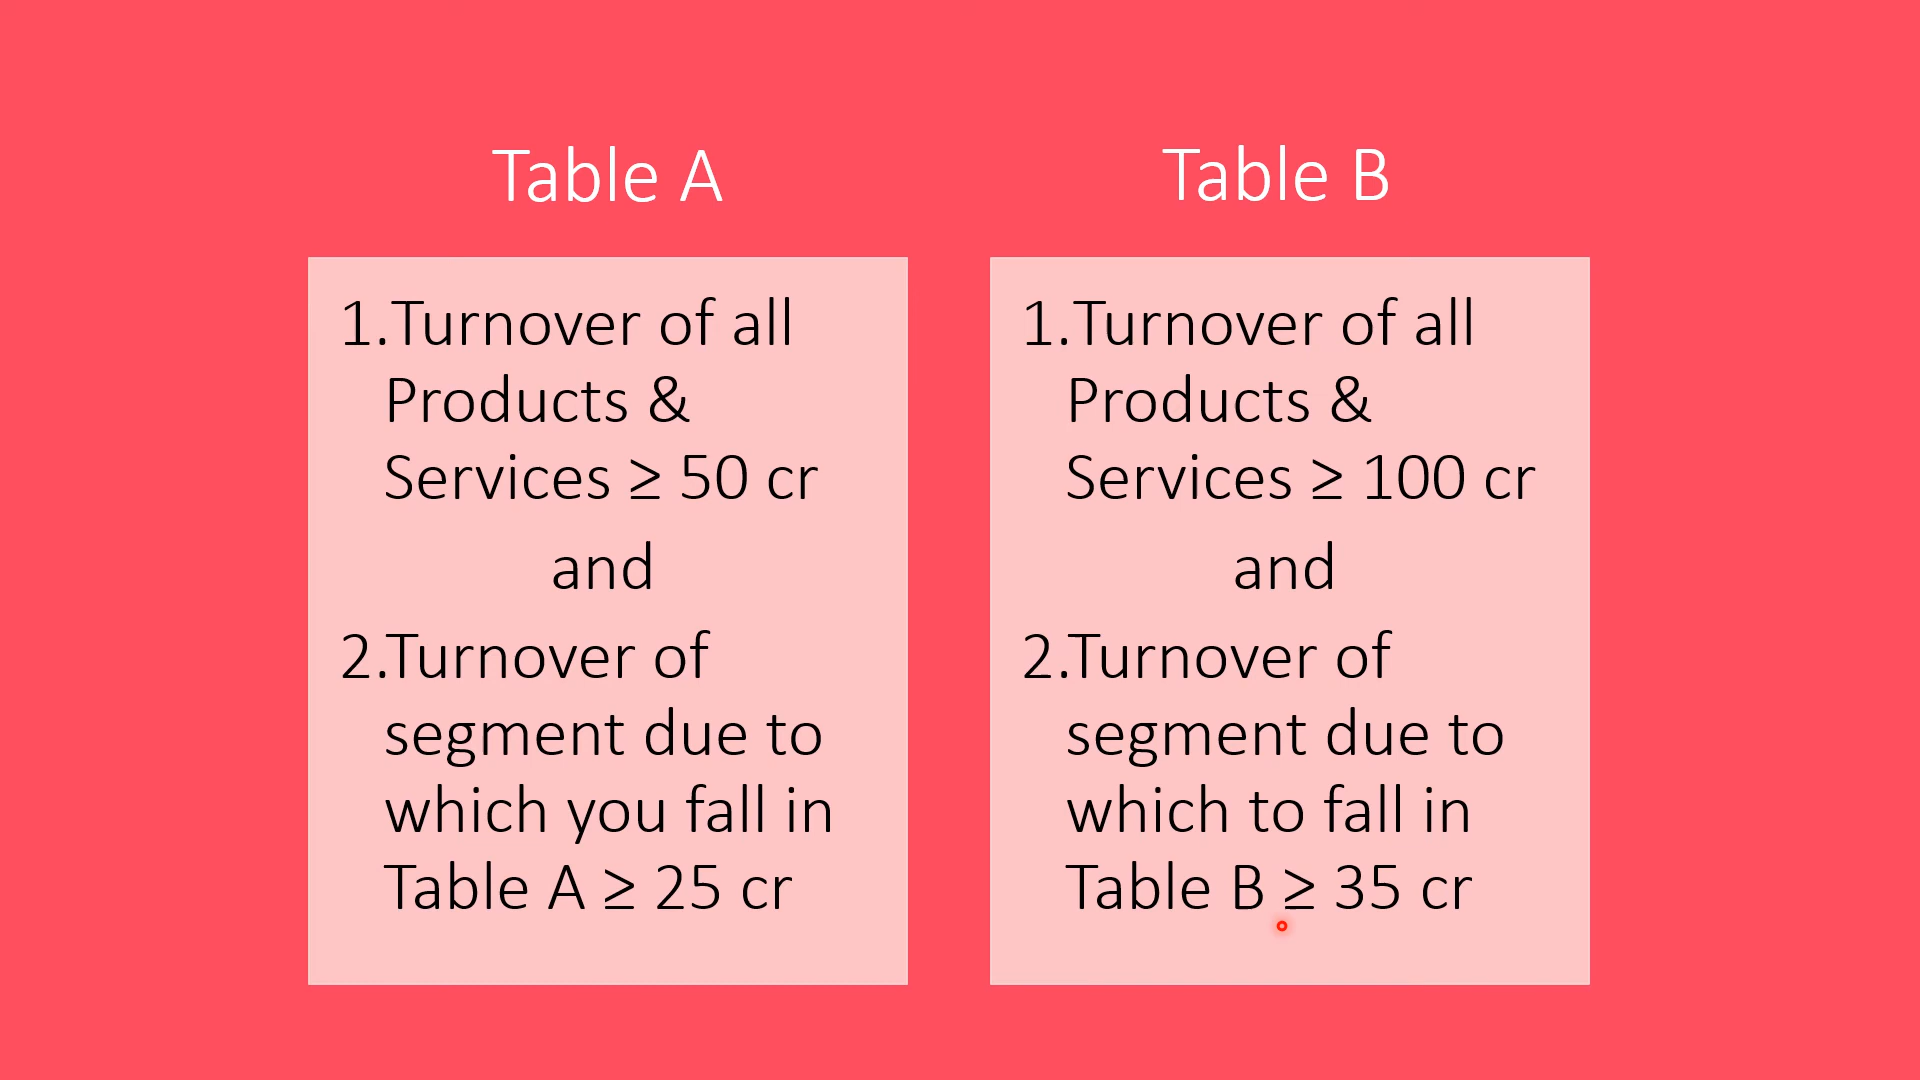 Table A
1.Turnover of all
Products &
Services ≥ 50 cr
and
2.Turnover of
segment due to
which you fall in
Table A ≥ 25 cr
Table B
1.Turnover of all
Products &
Services ≥ 100 cr
and
2.Turnover of
segment due to
which to fall in
Table B ≥ 35 cr